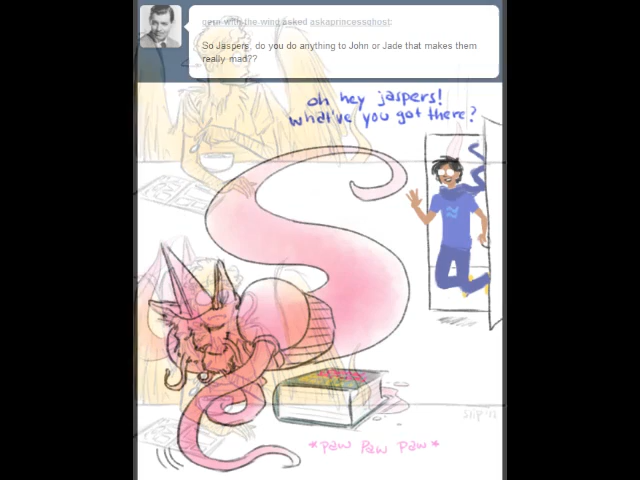 gone with the wing asked askaprincessghost:
So Jaspers, do you do anything to John or Jade that makes them
really mad??
oh hey jaspers!
what've you got there?
*paw paw paw*